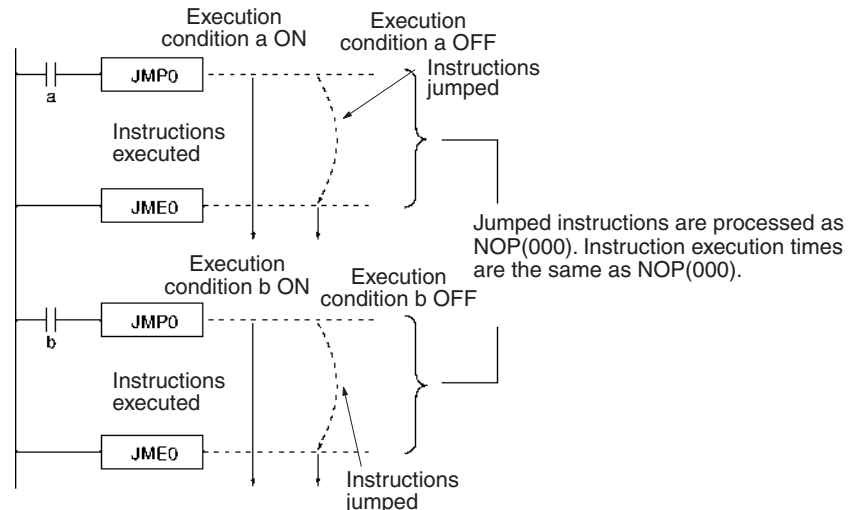 Execution
condition a ON
Execution
condition a OFF
Instructions
jumped
JMP0
a
Instructions
executed
JME0
Jumped instructions are processed as
NOP(000). Instruction execution times
are the same as NOP(000).
Execution
condition b ON
Execution
condition b OFF
JMP0
b
Instructions
executed
JME0
Instructions
jumped